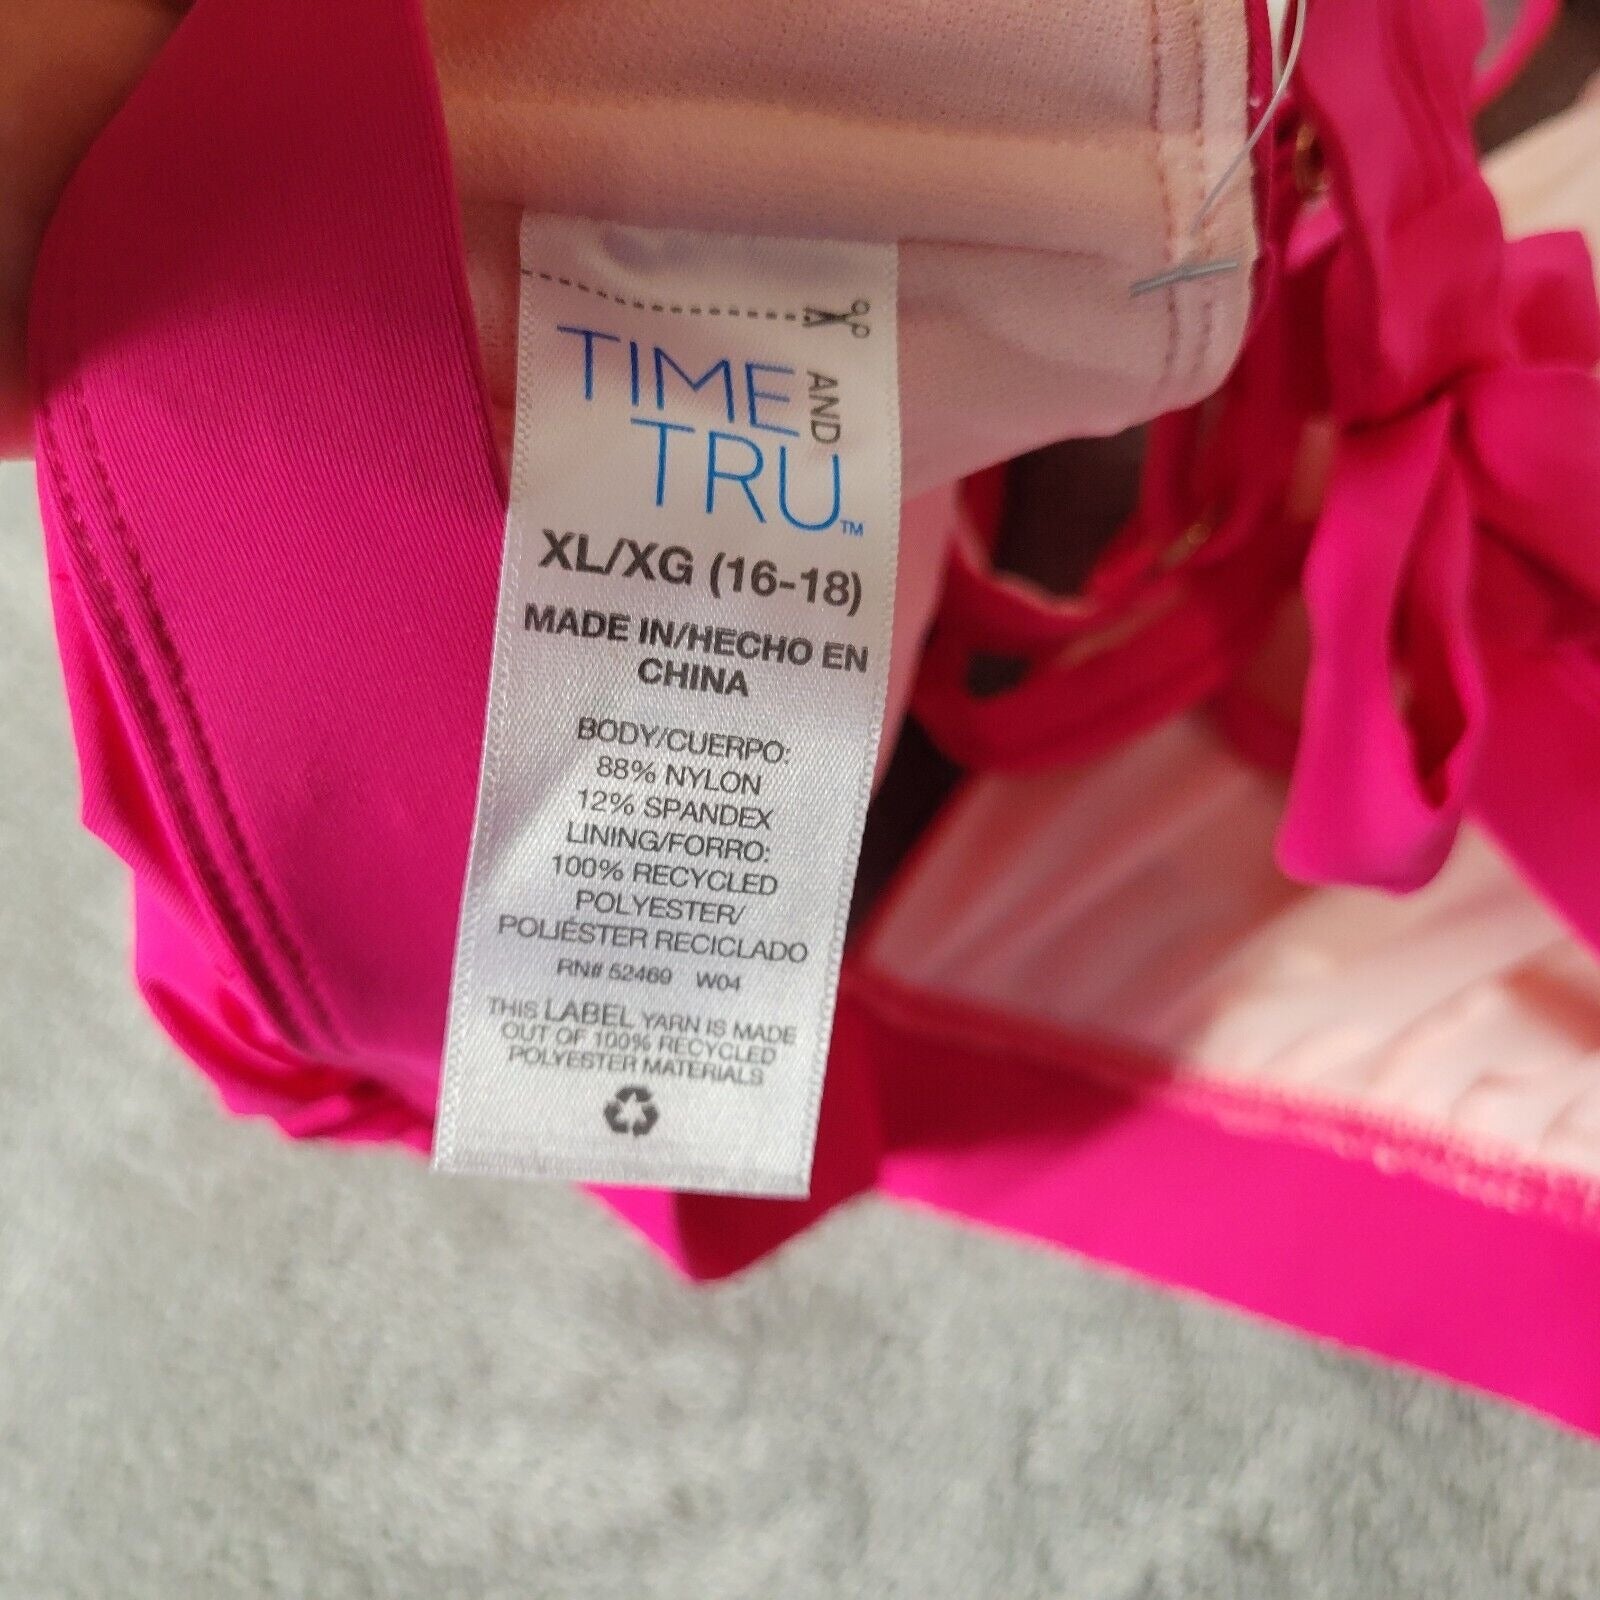 TIME AND
TRU™
XL/XG (16-18)
MADE IN/HECHO EN
CHINA
BODY/CUERPO:
88% NYLON
12% SPANDEX
LINING/FORRO:
100% RECYCLED
POLYESTER/
POLIÉSTER RECICLADO
RN# 52469 W04
THIS LABEL YARN IS MADE
OUT OF 100% RECYCLED
POLYESTER MATERIALS